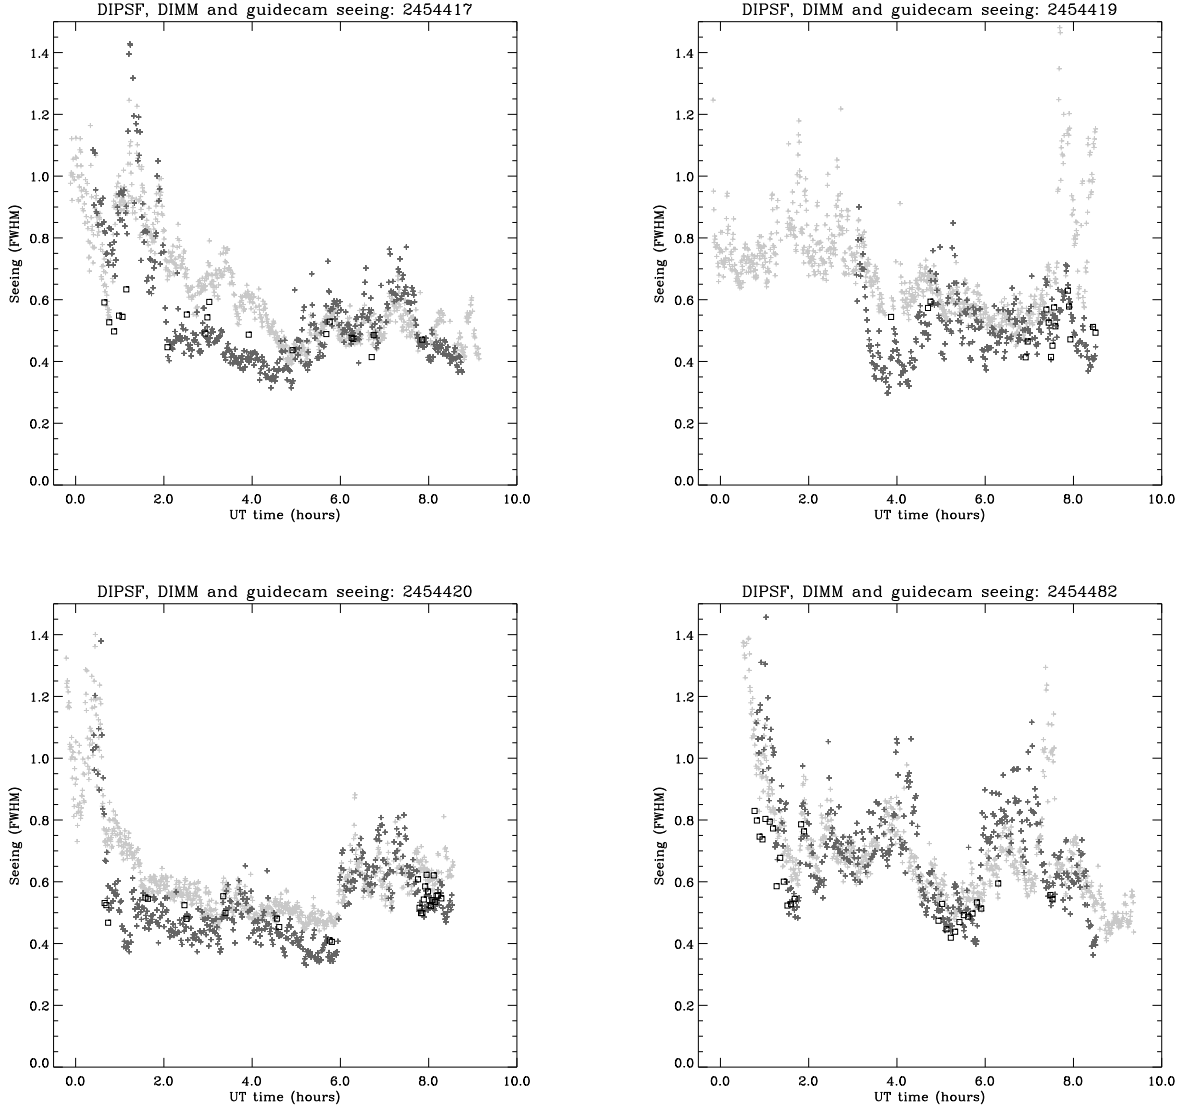 DIPSF, DIMM and guidecam seeing: 2454417
Seeing (FWHM)
1.4
1.2
1.0
0.8
0.6
0.4
0.2
0.0
0.0 2.0 4.0 6.0 8.0 10.0
UT time (hours)
DIPSF, DIMM and guidecam seeing: 2454419
Seeing (FWHM)
1.4
1.2
1.0
0.8
0.6
0.4
0.2
0.0
0.0 2.0 4.0 6.0 8.0 10.0
UT time (hours)
DIPSF, DIMM and guidecam seeing: 2454420
Seeing (FWHM)
1.4
1.2
1.0
0.8
0.6
0.4
0.2
0.0
0.0 2.0 4.0 6.0 8.0 10.0
UT time (hours)
DIPSF, DIMM and guidecam seeing: 2454482
Seeing (FWHM)
1.4
1.2
1.0
0.8
0.6
0.4
0.2
0.0
0.0 2.0 4.0 6.0 8.0 10.0
UT time (hours)